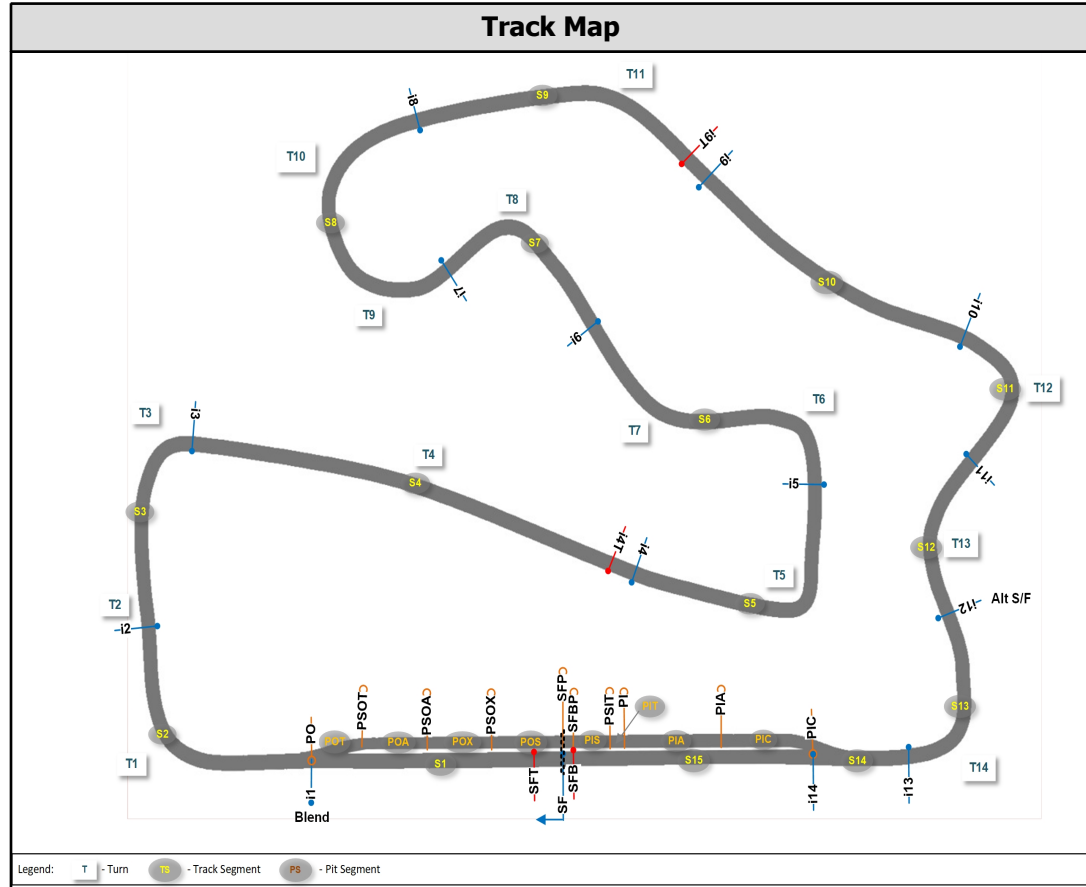 Track Map
T11
S9
-i8
-i9T
-i9
T10
T8
S8
S7
-i7
T9
S10
-i10
-i6
S11
T12
T3
-i3
T6
S6
T7
T4
S4
-i5
-i11
S3
-i4T
-i4
S12
T13
T5
S5
T2
-i2
-i12
Alt S/F
S2
T1
PO
PSOT
PSOA
PSOX
SFP
SFBP
PSIT
PI
PIT
PIA
PIC
S13
POT
POA
POX
POS
PIS
PIA
PIC
S1
S15
S14
T14
-i1
-SFT
SF
-SFB
-i14
-i13
Blend
Legend: T - Turn TS - Track Segment PS - Pit Segment